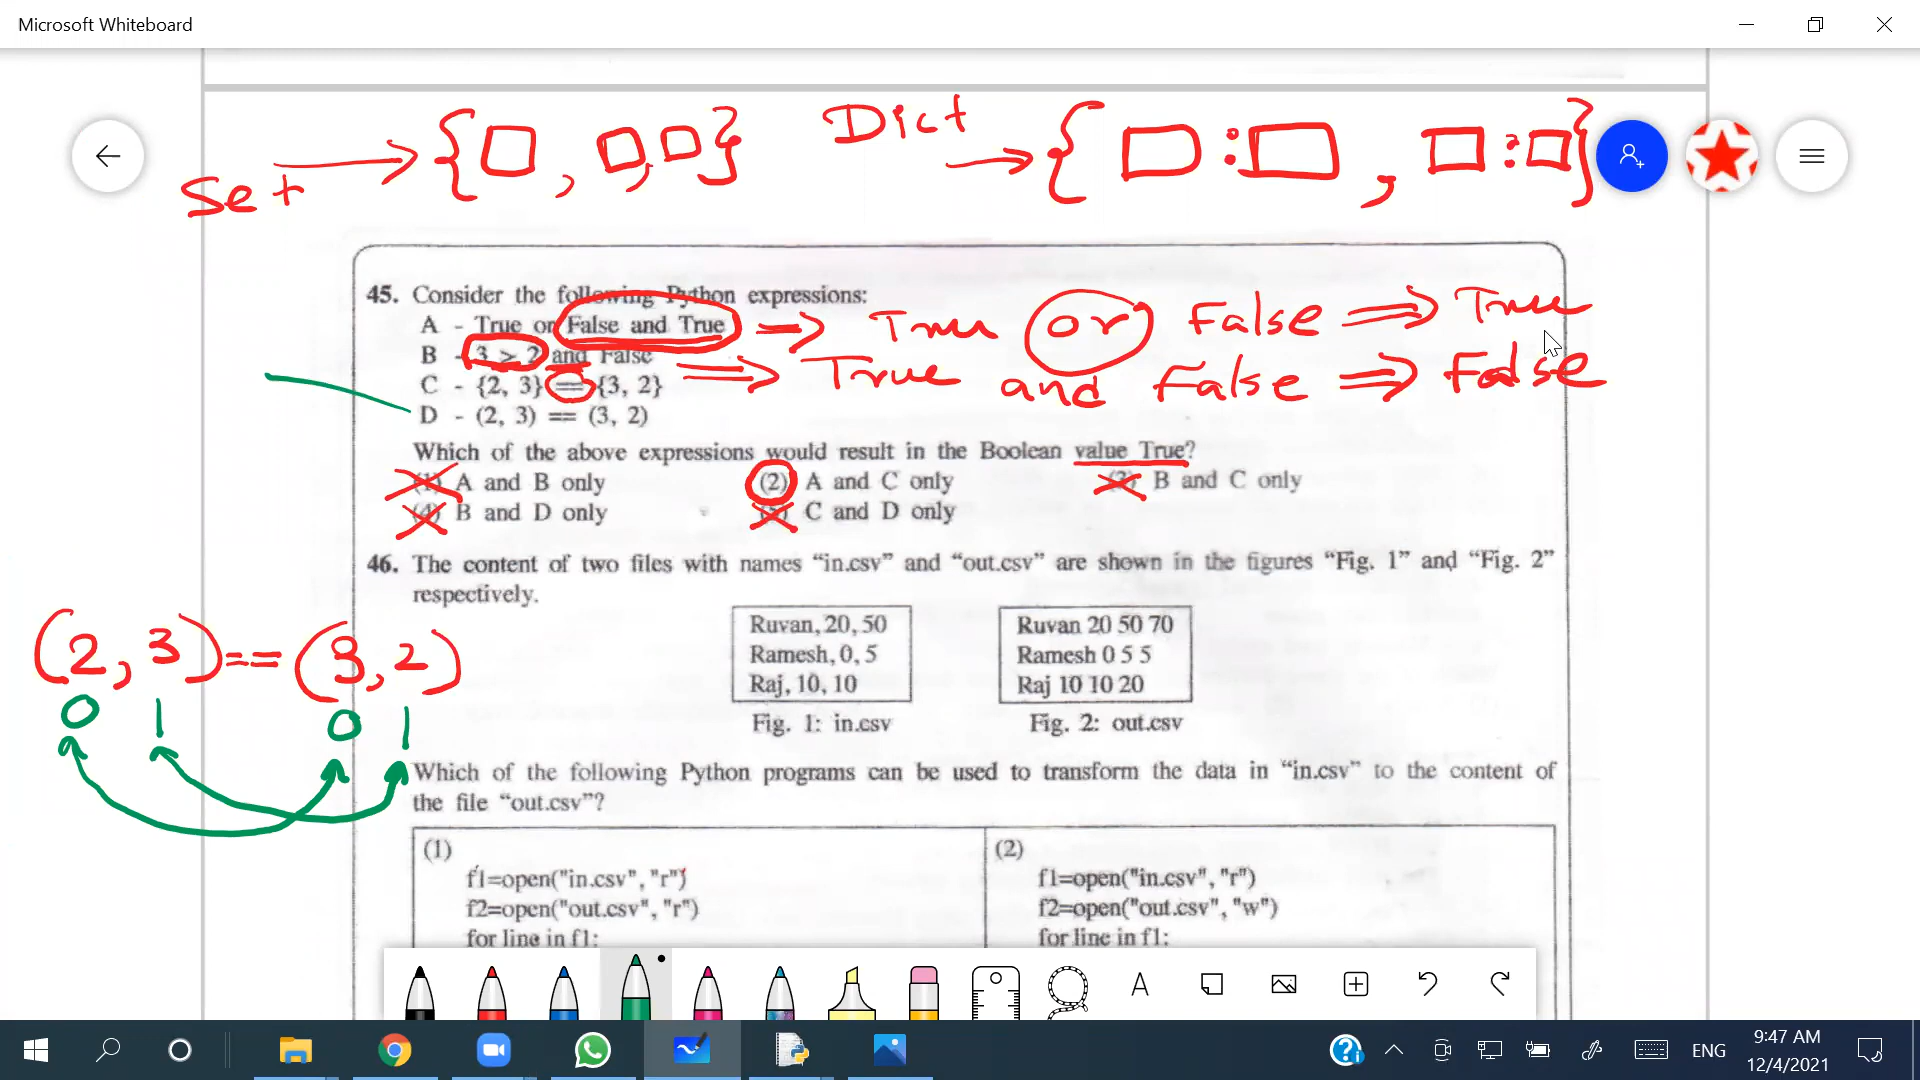 Microsoft Whiteboard
Set → { , , } Dict → { : , : }
45. Consider the following Python expressions:
A - True or False and True ⇒ True or False ⇒ True
B - 3 > 2 and False ⇒ True and False ⇒ False
C - {2, 3} == {3, 2}
D - (2, 3) == (3, 2)
Which of the above expressions would result in the Boolean value True?
(1) A and B only (2) A and C only (3) B and C only
(4) B and D only (5) C and D only
46. The content of two files with names “in.csv” and “out.csv” are shown in the figures “Fig. 1” and “Fig. 2”
respectively.
(2, 3) == (3, 2)
0 1 0 1
Ruvan, 20, 50
Ramesh, 0, 5
Raj, 10, 10
Fig. 1: in.csv
Ruvan 20 50 70
Ramesh 0 5 5
Raj 10 10 20
Fig. 2: out.csv
Which of the following Python programs can be used to transform the data in “in.csv” to the content of
the file “out.csv”?
(1)
f1=open("in.csv", "r")
f2=open("out.csv", "r")
for line in f1:
(2)
f1=open("in.csv", "r")
f2=open("out.csv", "w")
for line in f1:
A
ENG
9:47 AM
12/4/2021